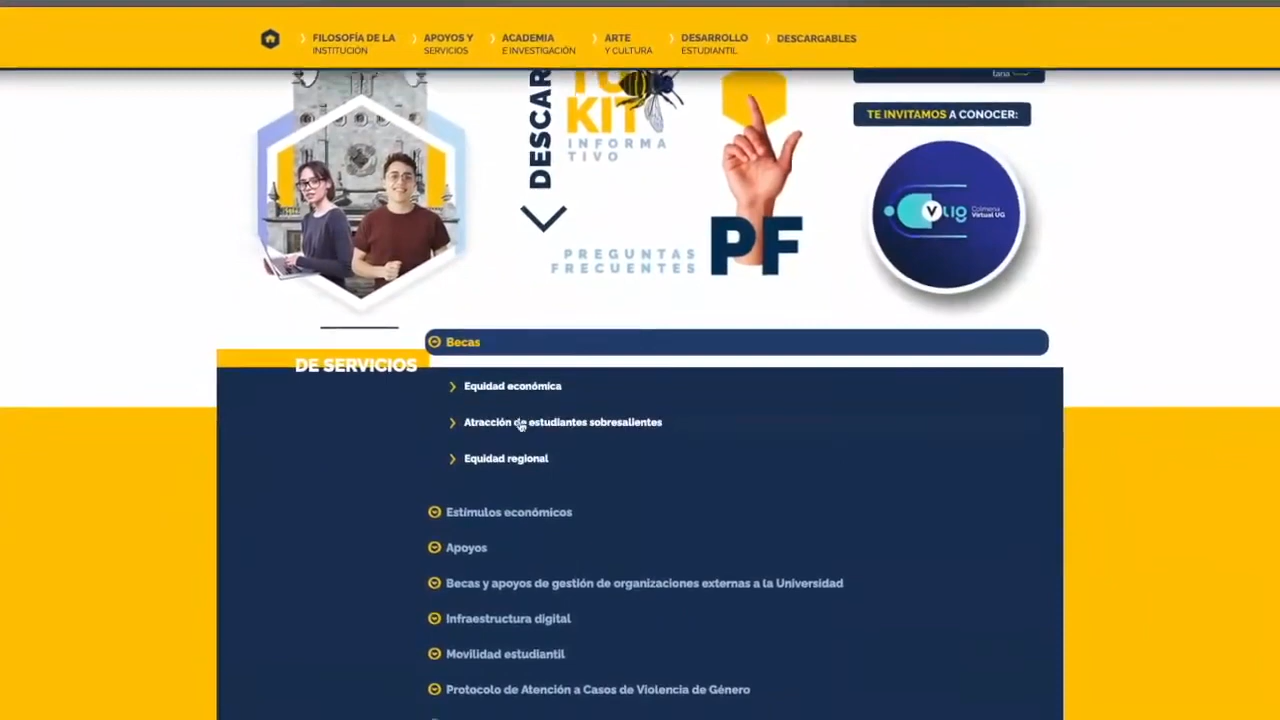 FILOSOFÍA DE LA
INSTITUCIÓN
APOYOS Y
SERVICIOS
ACADEMIA
E INVESTIGACIÓN
ARTE
Y CULTURA
DESARROLLO
ESTUDIANTIL
DESCARGABLES
DESCAR
KIT
INFORMA
TIVO
PREGUNTAS
FRECUENTES
PF
TE INVITAMOS A CONOCER:
V
UG
Colmena
Virtual UG
DE SERVICIOS
Becas
Equidad económica
Atracción de estudiantes sobresalientes
Equidad regional
Estímulos económicos
Apoyos
Becas y apoyos de gestión de organizaciones externas a la Universidad
Infraestructura digital
Movilidad estudiantil
Protocolo de Atención a Casos de Violencia de Género